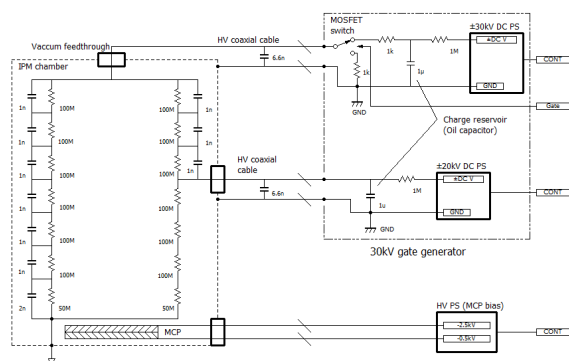 MOSFET
switch
±30kV DC PS
±DC V
GND
CONT
Vaccum feedthrough
HV coaxial cable
6.6n
1k
1M
1k
1μ
GND
Gate
IPM chamber
1n
100M
100M
1n
1n
100M
100M
1n
1n
100M
100M
1n
1n
100M
100M
1n
100M
100M
1n
100M
100M
1n
100M
100M
2n
50M
50M
Charge reservoir
(Oil capacitor)
HV coaxial
cable
6.6n
±20kV DC PS
±DC V
GND
CONT
1M
1u
GND
30kV gate generator
HV PS (MCP bias)
-2.5kV
-0.5kV
CONT
MCP